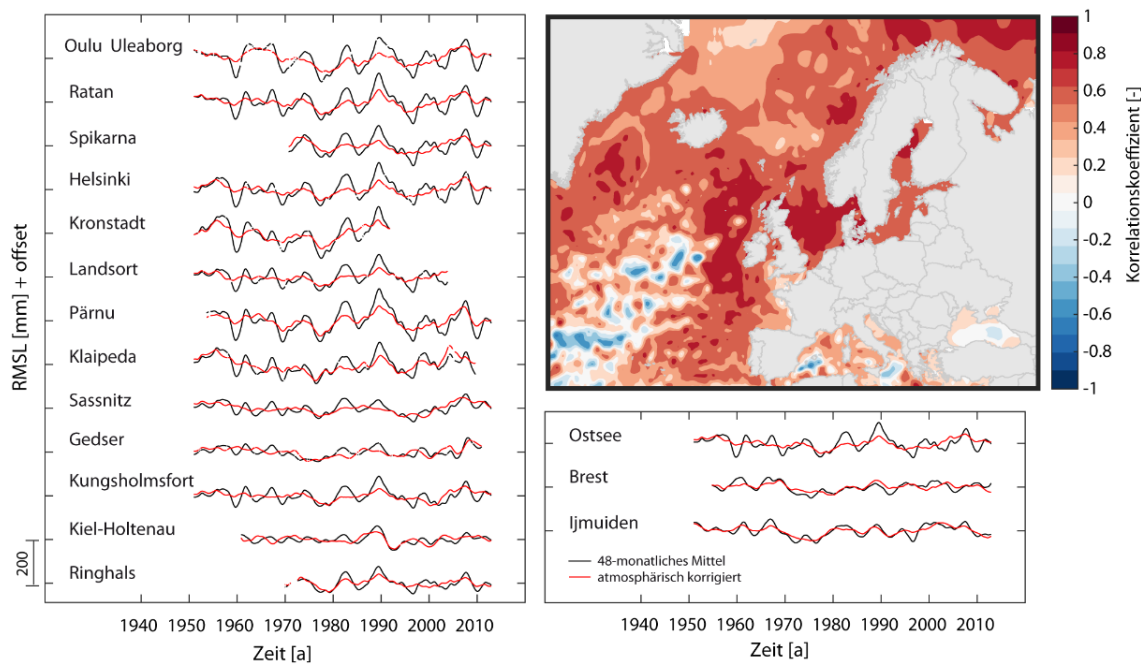 Oulu Uleaborg
Ratan
Spikarna
Helsinki
Kronstadt
Landsort
Pärnu
Klaipeda
Sassnitz
Gedser
Kungsholmsfort
Kiel-Holtenau
Ringhals
RMSL [mm] + offset
200
1940 1950 1960 1970 1980 1990 2000 2010
Zeit [a]
1
0.8
0.6
0.4
0.2
0
-0.2
-0.4
-0.6
-0.8
-1
Korrelationskoeffizient [-]
Ostsee
Brest
Ijmuiden
48-monatliches Mittel
atmosphärisch korrigiert
1940 1950 1960 1970 1980 1990 2000 2010
Zeit [a]